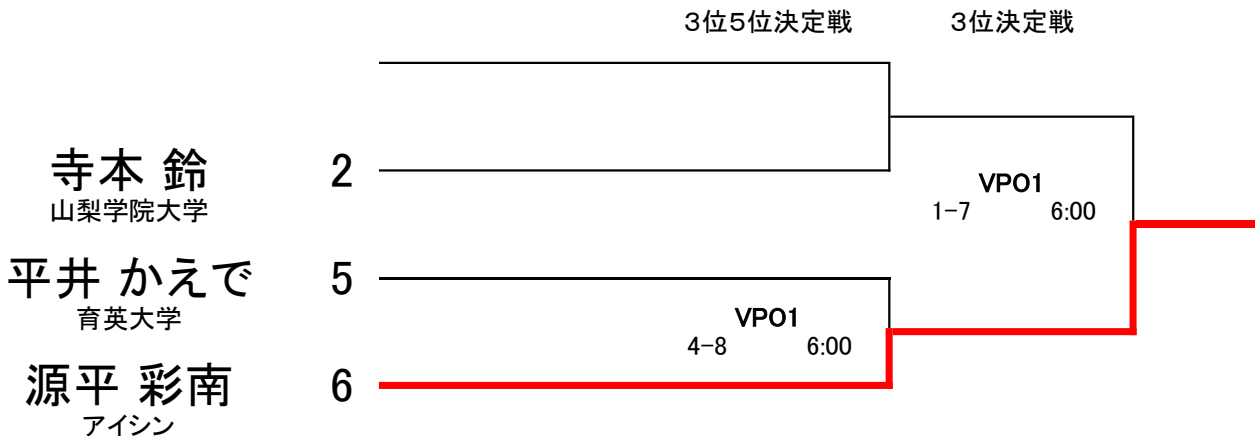 3位5位決定戦 3位決定戦
寺本 鈴 2
山梨学院大学
VPO1
1-7 6:00
平井 かえで 5
育英大学
VPO1
4-8 6:00
源平 彩南 6
アイシン